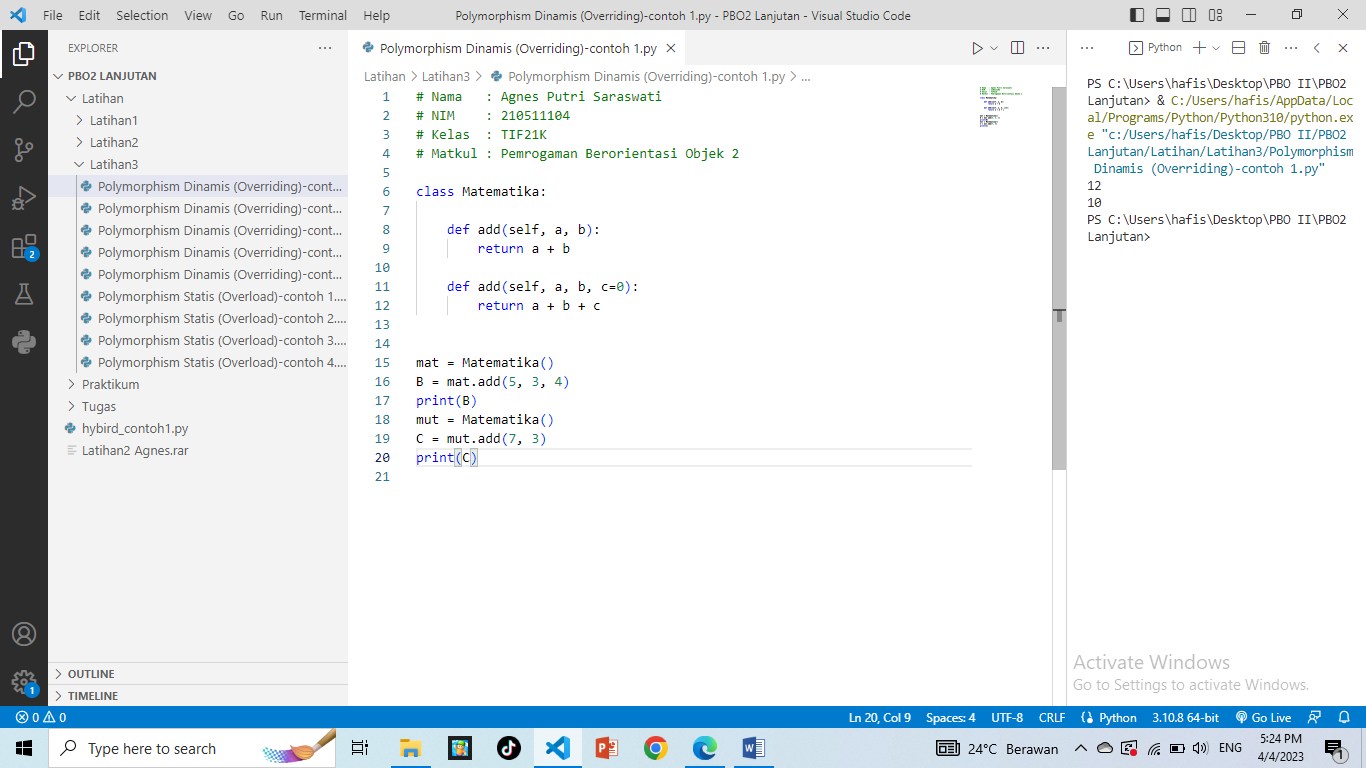 File Edit Selection View Go Run Terminal Help Polymorphism Dinamis (Overriding)-contoh 1.py - PBO2 Lanjutan - Visual Studio Code
EXPLORER
PBO2 LANJUTAN
Latihan
Latihan1
Latihan2
Latihan3
Polymorphism Dinamis (Overriding)-cont...
Polymorphism Dinamis (Overriding)-cont...
Polymorphism Dinamis (Overriding)-cont...
Polymorphism Dinamis (Overriding)-cont...
Polymorphism Dinamis (Overriding)-cont...
Polymorphism Statis (Overload)-contoh 1....
Polymorphism Statis (Overload)-contoh 2....
Polymorphism Statis (Overload)-contoh 3....
Polymorphism Statis (Overload)-contoh 4....
Praktikum
Tugas
hybird_contoh1.py
Latihan2 Agnes.rar
OUTLINE
TIMELINE
2
1
Polymorphism Dinamis (Overriding)-contoh 1.py
Latihan > Latihan3 > Polymorphism Dinamis (Overriding)-contoh 1.py > ...
1 # Nama   : Agnes Putri Saraswati
2 # NIM    : 210511104
3 # Kelas  : TIF21K
4 # Matkul : Pemrogaman Berorientasi Objek 2
5
6 class Matematika:
7
8     def add(self, a, b):
9         return a + b
10
11     def add(self, a, b, c=0):
12         return a + b + c
13
14
15 mat = Matematika()
16 B = mat.add(5, 3, 4)
17 print(B)
18 mut = Matematika()
19 C = mut.add(7, 3)
20 print(C)
21
Python
PS C:\Users\hafis\Desktop\PBO II\PBO2
Lanjutan> & C:/Users/hafis/AppData/Loc
al/Programs/Python/Python310/python.ex
e "c:/Users/hafis/Desktop/PBO II/PBO2
Lanjutan/Latihan/Latihan3/Polymorphism
Dinamis (Overriding)-contoh 1.py"
12
10
PS C:\Users\hafis\Desktop\PBO II\PBO2
Lanjutan>
Activate Windows
Go to Settings to activate Windows.
0 0 Ln 20, Col 9 Spaces: 4 UTF-8 CRLF Python 3.10.8 64-bit Go Live
Type here to search 24°C Berawan ENG 5:24 PM
4/4/2023
1